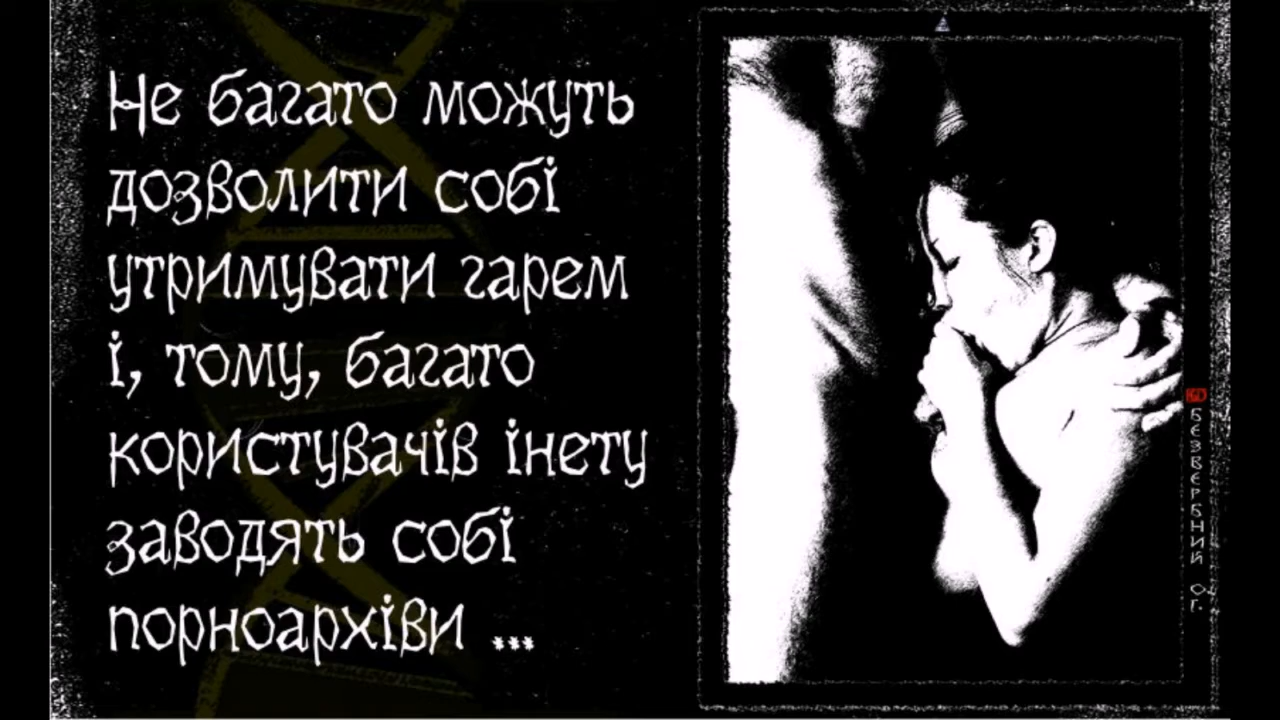 Не багато можуть
дозволити собі
утримувати гарем
і, тому, багато
користувачів інету
заводять собі
порноархіви ...
БЕЗВЕРБНИЙ О.Г.